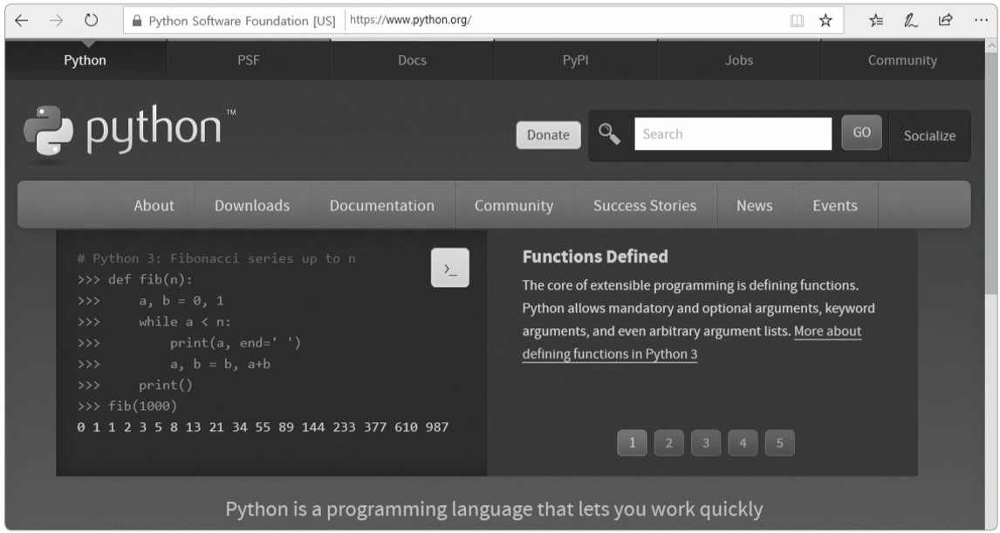 Python Software Foundation [US] https://www.python.org/
Python PSF Docs PyPI Jobs Community
python™
Donate Search GO Socialize
About Downloads Documentation Community Success Stories News Events
# Python 3: Fibonacci series up to n
>>> def fib(n):
>>>     a, b = 0, 1
>>>     while a < n:
>>>         print(a, end=' ')
>>>         a, b = b, a+b
>>>     print()
>>> fib(1000)
0 1 1 2 3 5 8 13 21 34 55 89 144 233 377 610 987
>_
Functions Defined
The core of extensible programming is defining functions.
Python allows mandatory and optional arguments, keyword
arguments, and even arbitrary argument lists. More about
defining functions in Python 3
1 2 3 4 5
Python is a programming language that lets you work quickly